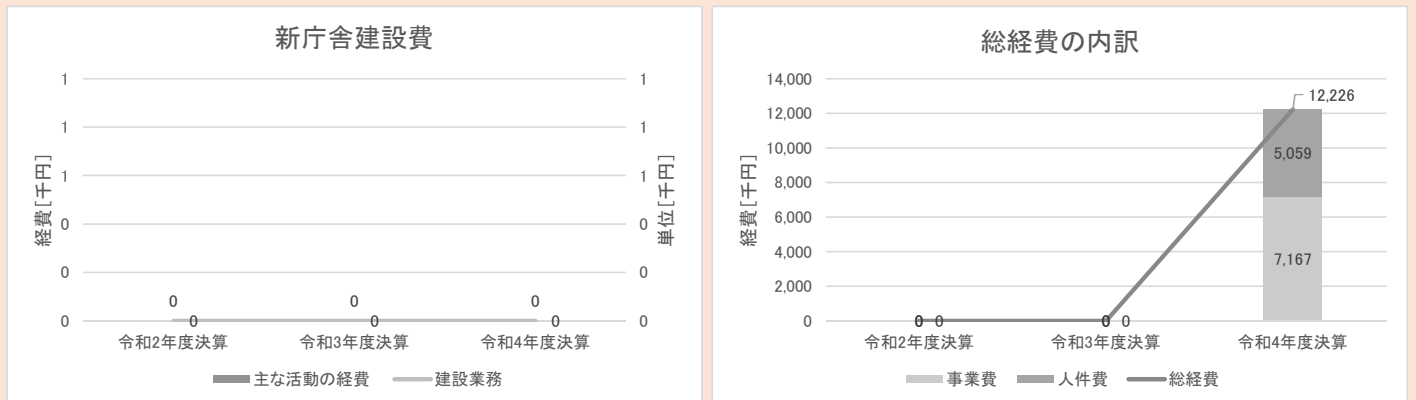 新庁舎建設費
経費[千円]
1
1
1
0
0
0
1
1
1
0
0
0
単位[千円]
0
0
0
0
0
0
令和2年度決算
令和3年度決算
令和4年度決算
主な活動の経費
建設業務
総経費の内訳
経費[千円]
14,000
12,000
10,000
8,000
6,000
4,000
2,000
0
12,226
5,059
7,167
0
0
0
0
令和2年度決算
令和3年度決算
令和4年度決算
事業費
人件費
総経費